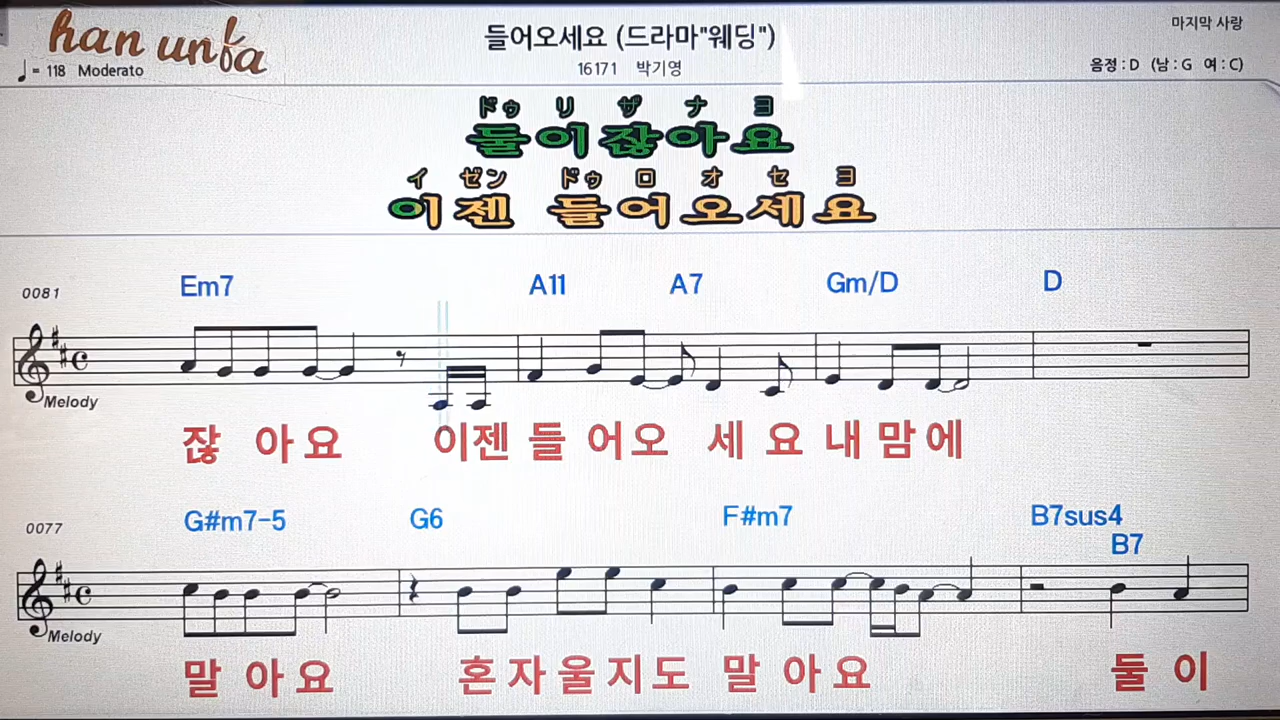 han unfa
들어오세요 (드라마"웨딩")
마지막 사랑
♩= 118 Moderato
16171 박기영
음정 : D (남 : G 여 : C)
ドゥ リ ザ ナ ヨ
둘이잖아요
イ ゼン ドゥ ロ オ セ ヨ
이젠 들어오세요
0081 Em7 A11 A7 Gm/D D
Melody
잖 아 요 이젠 들 어오 세 요 내 맘 에
0077 G#m7-5 G6 F#m7 B7sus4
B7
Melody
말 아 요 혼 자 울 지 도 말 아 요 둘 이